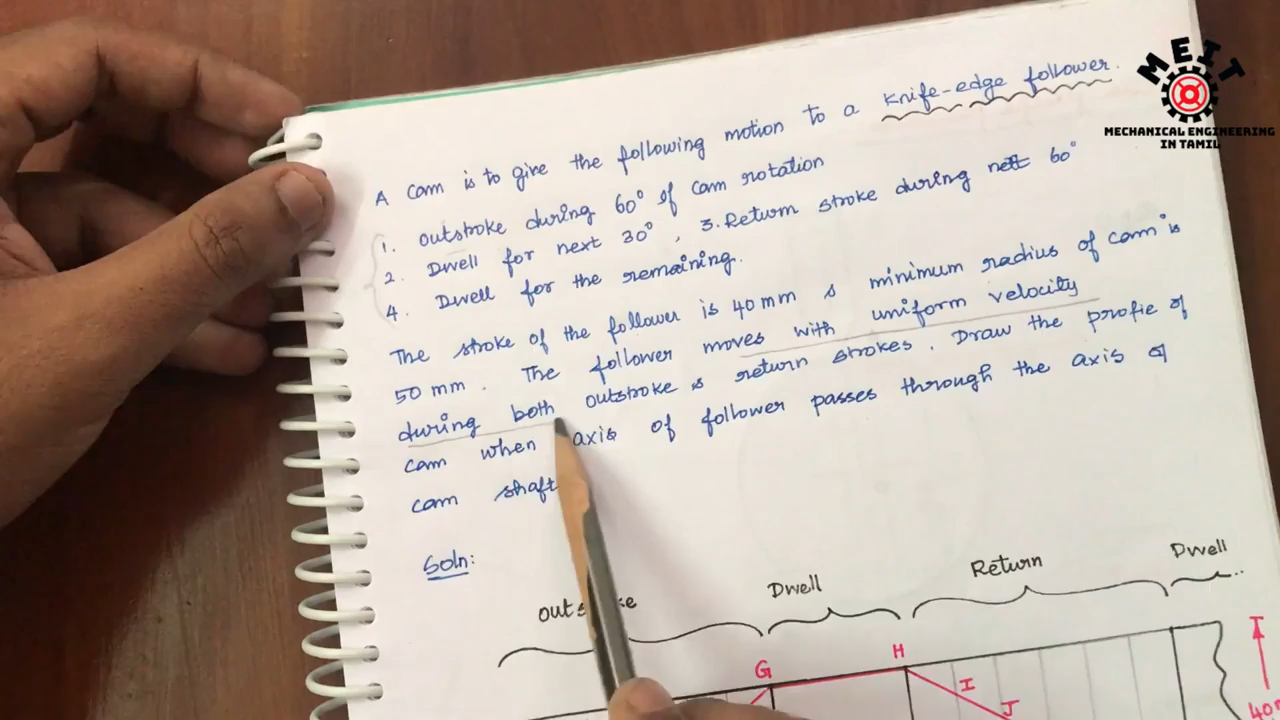 MEIT
MECHANICAL ENGINEERING
IN TAMIL
A cam is to give the following motion to a knife-edge follower.
1. Outstroke during 60° of cam rotation
2. Dwell for next 30°, 3. Return stroke during 60°
4. Dwell for the remaining.
The stroke of the follower is 40 mm & minimum radius of cam is
50 mm. The follower moves with uniform velocity
during both outstroke & return strokes. Draw the profie of
cam when axis of follower passes through the axis of
cam shaft
Soln:
Dwell
Return
Dwell ..
G
H
I
J